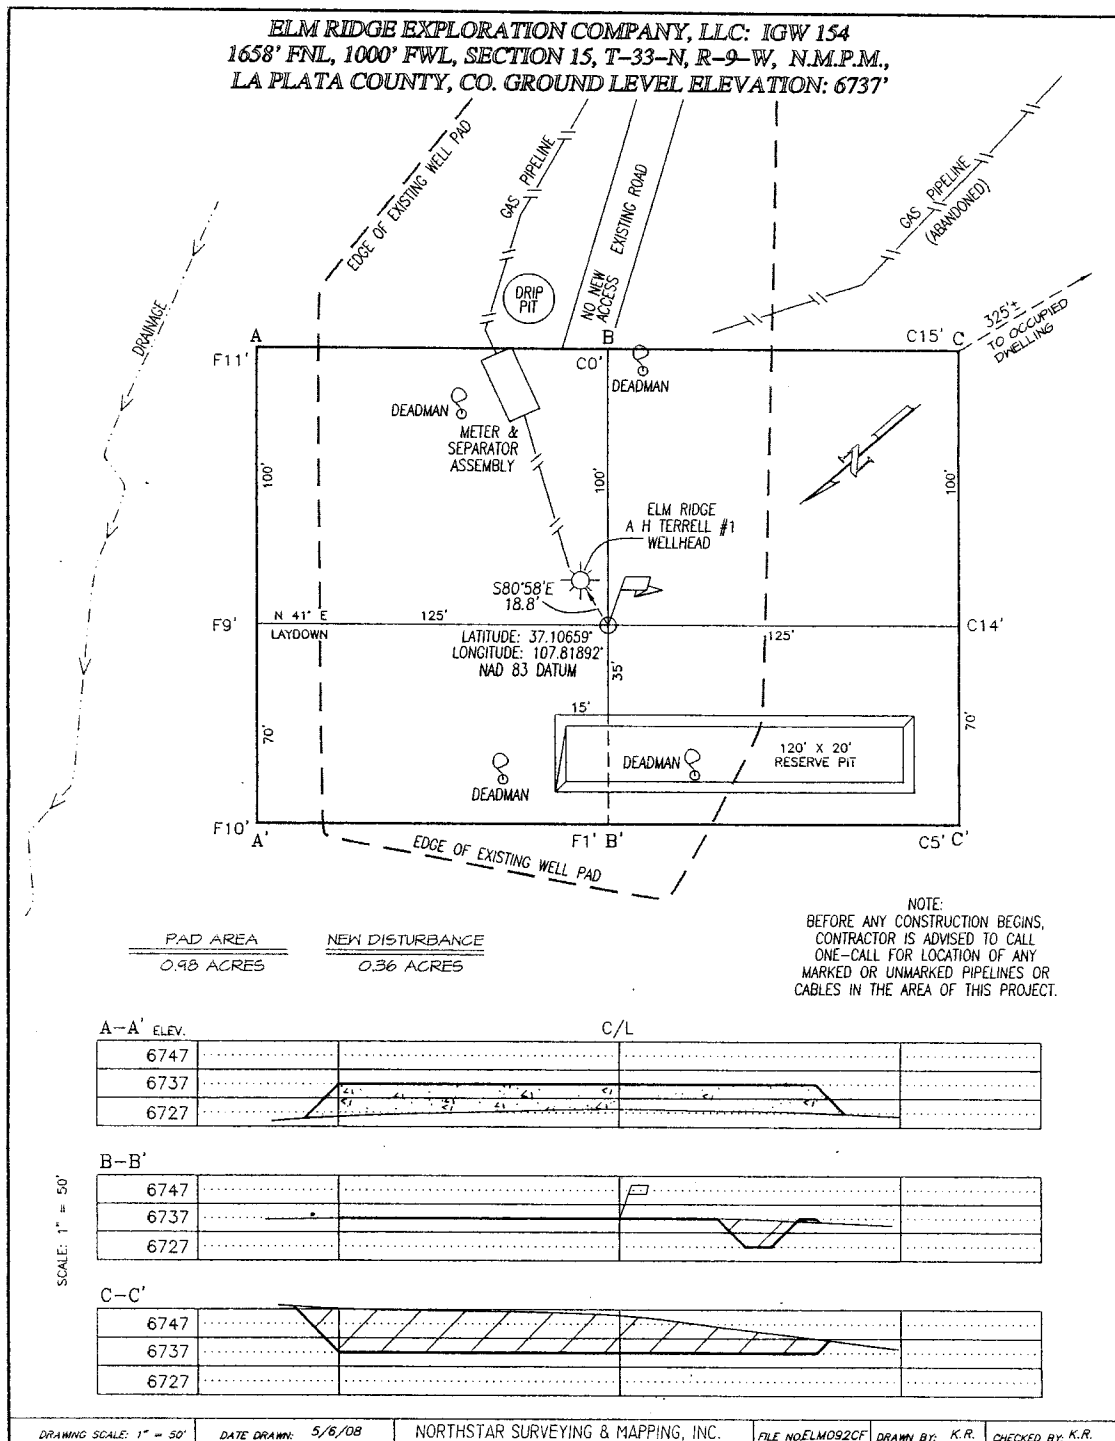 ELM RIDGE EXPLORATION COMPANY, LLC: IGW 154
1658' FNL, 1000' FWL, SECTION 15, T-33-N, R-9-W, N.M.P.M.,
LA PLATA COUNTY, CO. GROUND LEVEL ELEVATION: 6737'
EDGE OF EXISTING WELL PAD
GAS PIPELINE
EXISTING ROAD
NO NEW
ACCESS
GAS PIPELINE
(ABANDONED)
DRAINAGE
DRIP
PIT
325'±
TO OCCUPIED
DWELLING
A
B
C15' C
F11'
C0'
DEADMAN
DEADMAN
METER &
SEPARATOR
ASSEMBLY
100'
100'
100'
N
ELM RIDGE
A H TERRELL #1
WELLHEAD
S80°58'E
18.8'
F9'
N 41° E
125'
LAYDOWN
LATITUDE: 37.10659°
LONGITUDE: 107.81892°
NAD 83 DATUM
125'
C14'
35'
15'
70'
70'
120' X 20'
RESERVE PIT
DEADMAN
DEADMAN
F10'
A'
F1' B'
C5' C'
EDGE OF EXISTING WELL PAD
NOTE:
BEFORE ANY CONSTRUCTION BEGINS,
CONTRACTOR IS ADVISED TO CALL
ONE-CALL FOR LOCATION OF ANY
MARKED OR UNMARKED PIPELINES OR
CABLES IN THE AREA OF THIS PROJECT.
PAD AREA NEW DISTURBANCE
0.98 ACRES 0.36 ACRES
A-A' ELEV. C/L
6747
6737
6727
B-B'
6747
6737
6727
SCALE: 1" = 50'
C-C'
6747
6737
6727
DRAWING SCALE: 1" = 50' DATE DRAWN: 5/6/08 NORTHSTAR SURVEYING & MAPPING, INC. FILE NO:ELM092CF DRAWN BY: K.R. CHECKED BY: K.R.